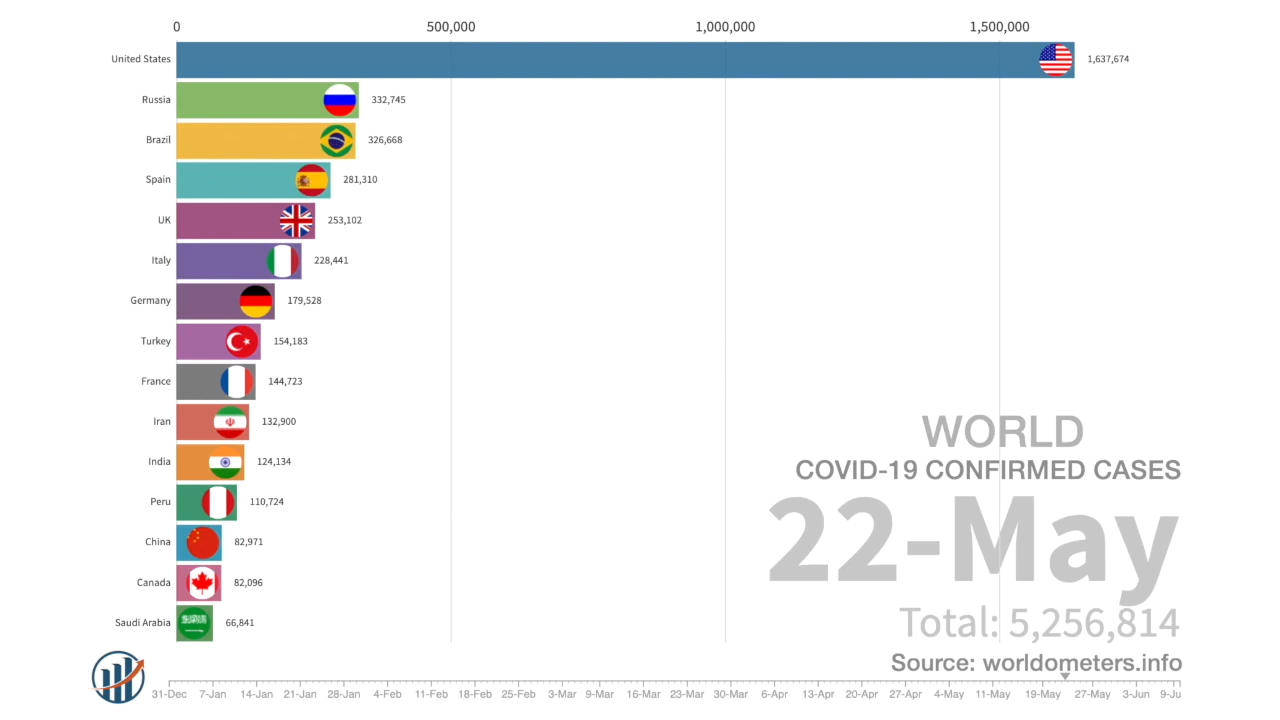 0 500,000 1,000,000 1,500,000
United States 1,637,674
Russia 332,745
Brazil 326,668
Spain 281,310
UK 253,102
Italy 228,441
Germany 179,528
Turkey 154,183
France 144,723
Iran 132,900
India 124,134
Peru 110,724
China 82,971
Canada 82,096
Saudi Arabia 66,841
WORLD
COVID-19 CONFIRMED CASES
22-May
Total: 5,256,814
Source: worldometers.info
31-Dec 7-Jan 14-Jan 21-Jan 28-Jan 4-Feb 11-Feb 18-Feb 25-Feb 3-Mar 9-Mar 16-Mar 23-Mar 30-Mar 6-Apr 13-Apr 20-Apr 27-Apr 4-May 11-May 19-May 27-May 3-Jun 9-Ju